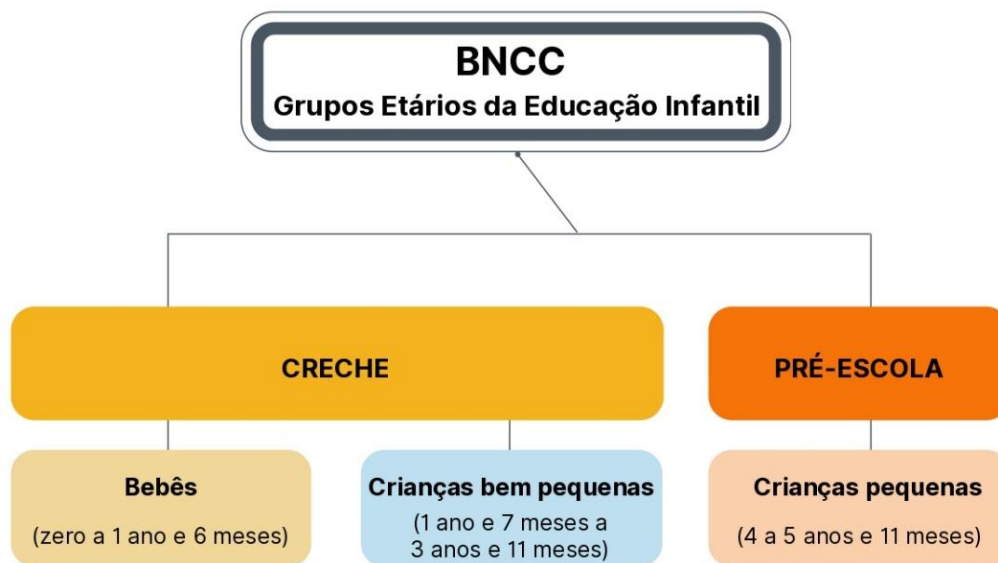 BNCC
Grupos Etários da Educação Infantil
CRECHE
PRÉ-ESCOLA
Bebês
(zero a 1 ano e 6 meses)
Crianças bem pequenas
(1 ano e 7 meses a
3 anos e 11 meses)
Crianças pequenas
(4 a 5 anos e 11 meses)